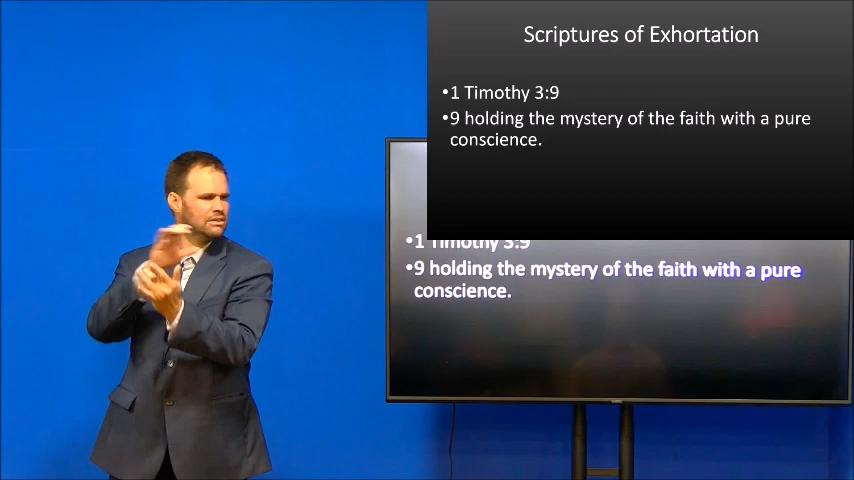 Scriptures of Exhortation
•1 Timothy 3:9
•9 holding the mystery of the faith with a pure
conscience.
•1 Timothy 3:9
•9 holding the mystery of the faith with a pure
conscience.